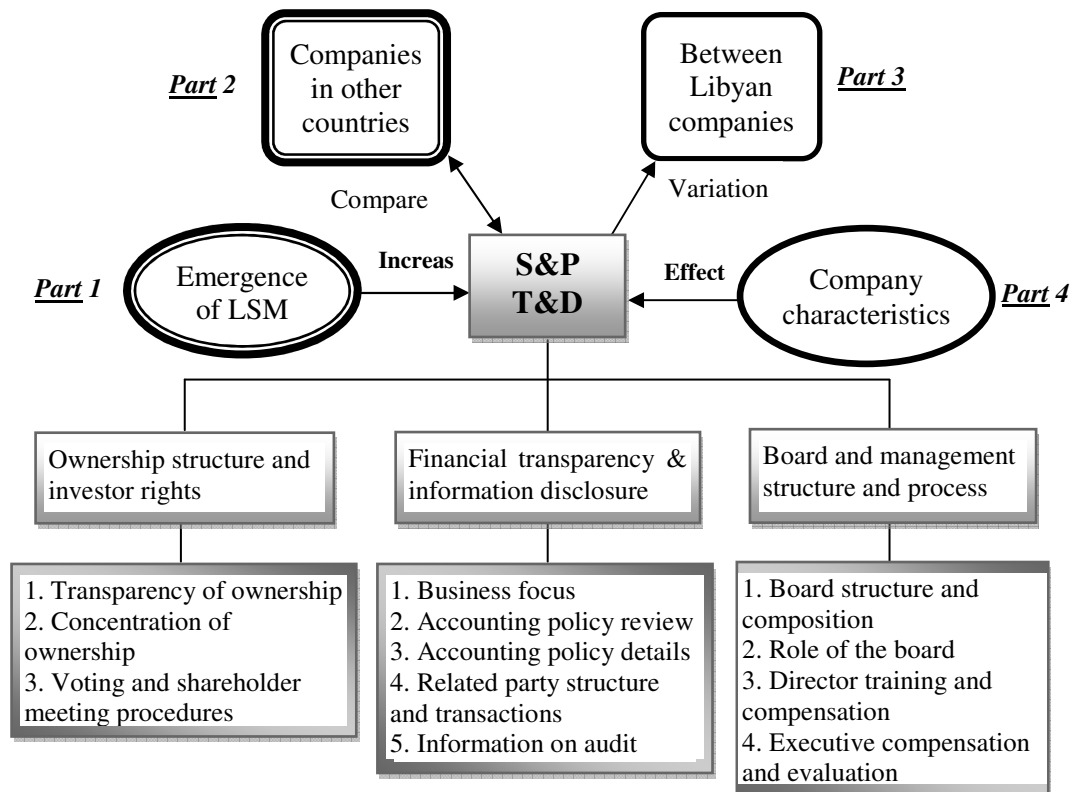 Part 2
Companies
in other
countries
Between
Libyan
companies
Part 3
Compare
Variation
Part 1
Emergence
of LSM
Increas
S&P
T&D
Effect
Company
characteristics
Part 4
Ownership structure and
investor rights
Financial transparency &
information disclosure
Board and management
structure and process
1. Transparency of ownership
2. Concentration of
ownership
3. Voting and shareholder
meeting procedures
1. Business focus
2. Accounting policy review
3. Accounting policy details
4. Related party structure
and transactions
5. Information on audit
1. Board structure and
composition
2. Role of the board
3. Director training and
compensation
4. Executive compensation
and evaluation